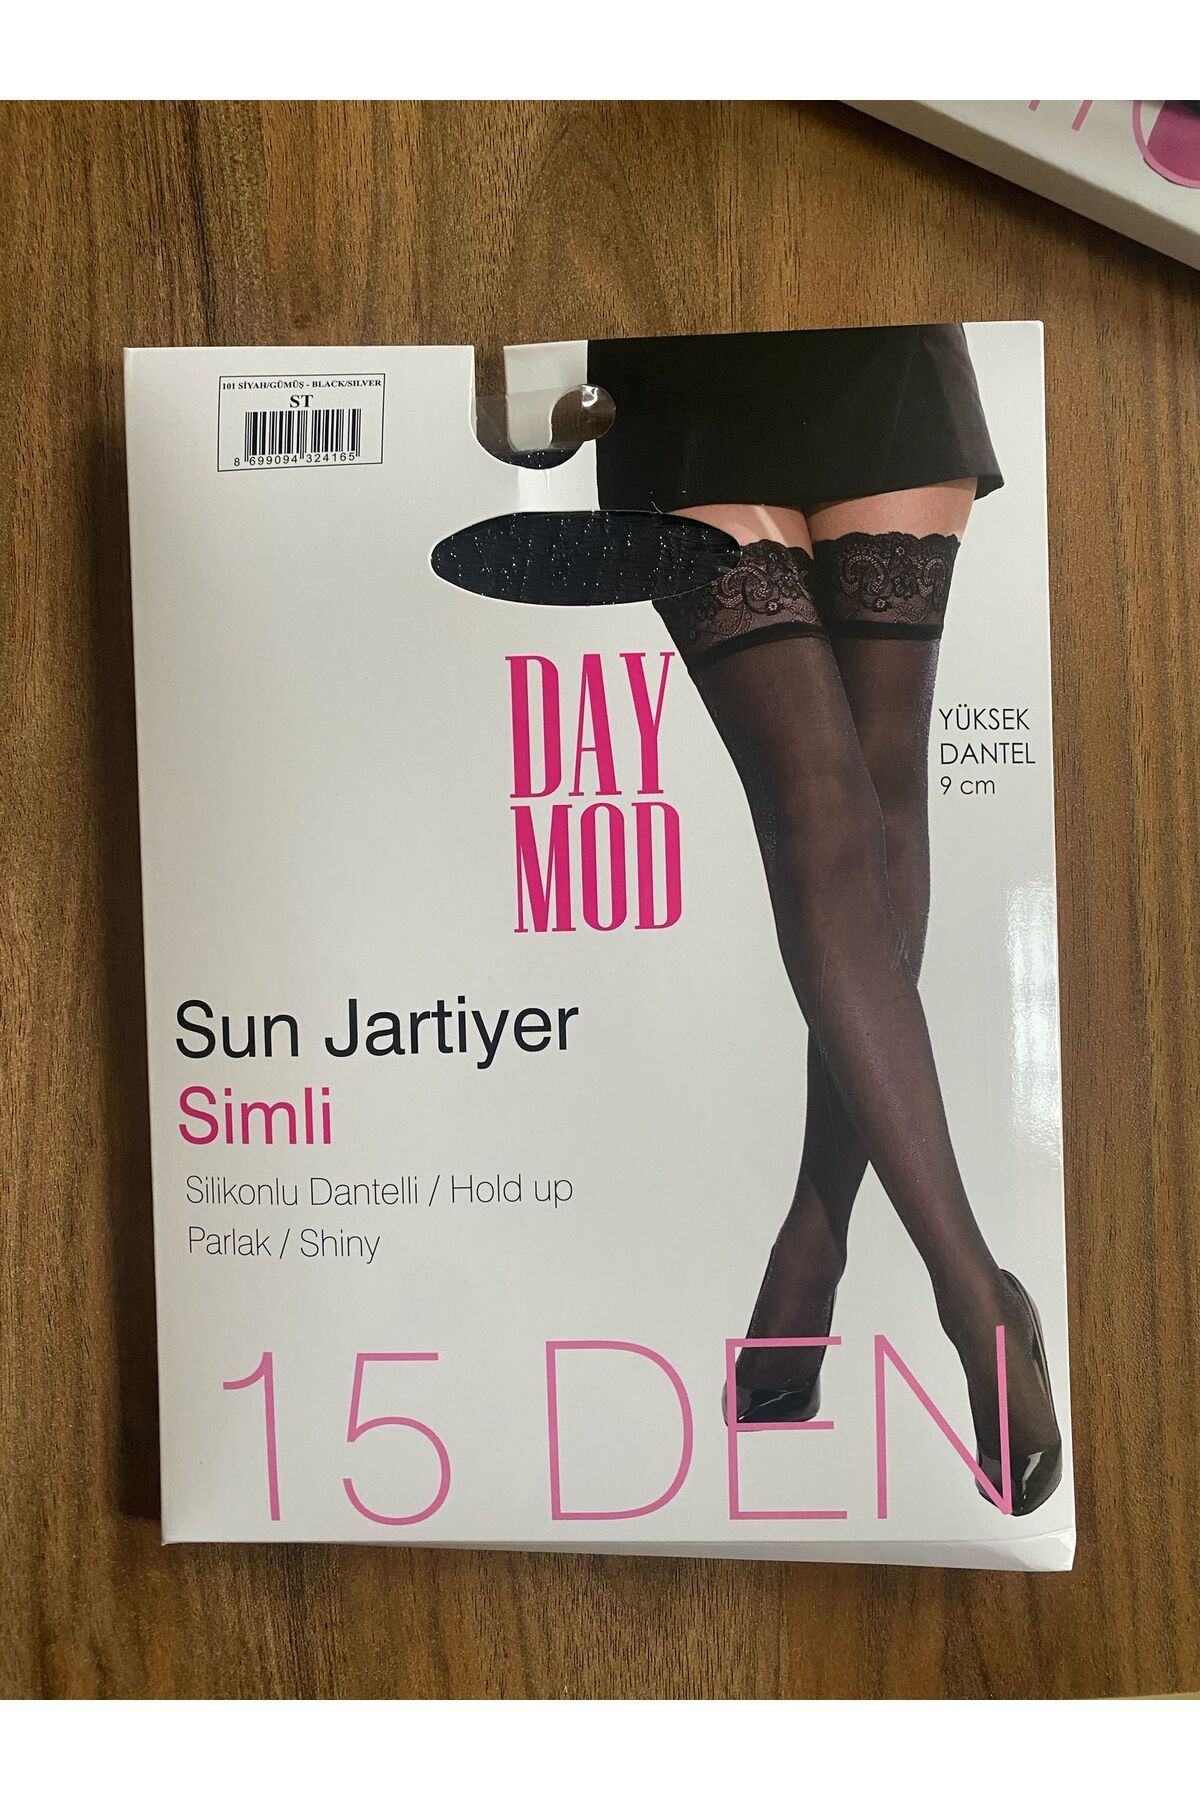 101 SİYAH/GÜMÜŞ - BLACK/SILVER
ST
8 699094 324165
DAY
MOD
YÜKSEK
DANTEL
9 cm
Sun Jartiyer
Simli
Silikonlu Dantelli / Hold up
Parlak / Shiny
15 DEN